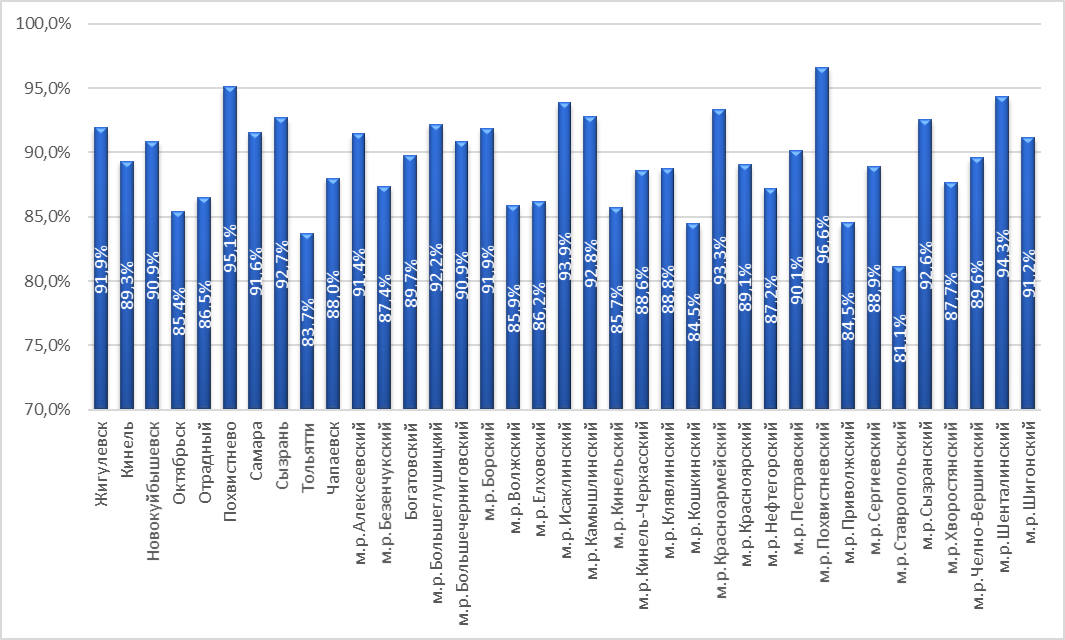 100,0%
95,0%
90,0%
85,0%
80,0%
75,0%
70,0%
91,9%
89,3%
90,9%
85,4%
86,5%
95,1%
91,6%
92,7%
83,7%
88,0%
91,4%
87,4%
89,7%
92,2%
90,9%
91,9%
85,9%
86,2%
93,9%
92,8%
85,7%
88,6%
88,8%
84,5%
93,3%
89,1%
87,2%
90,1%
96,6%
84,5%
88,9%
81,1%
92,6%
87,7%
89,6%
94,3%
91,2%
Жигулевск
Кинель
Новокуйбышевск
Октябрьск
Отрадный
Похвистнево
Самара
Сызрань
Тольятти
Чапаевск
м.р.Алексеевский
м.р.Безенчукский
Богатовский
м.р.Большеглушицкий
м.р.Большечерниговский
м.р.Борский
м.р.Волжский
м.р.Елховский
м.р.Исаклинский
м.р.Камышлинский
м.р.Кинельский
м.р.Кинель-Черкасский
м.р.Клявлинский
м.р.Кошкинский
м.р.Красноармейский
м.р.Красноярский
м.р.Нефтегорский
м.р.Пестравский
м.р.Похвистневский
м.р.Приволжский
м.р.Сергиевский
м.р.Ставропольский
м.р.Сызранский
м.р.Хворостянский
м.р.Челно-Вершинский
м.р.Шенталинский
м.р.Шигонский